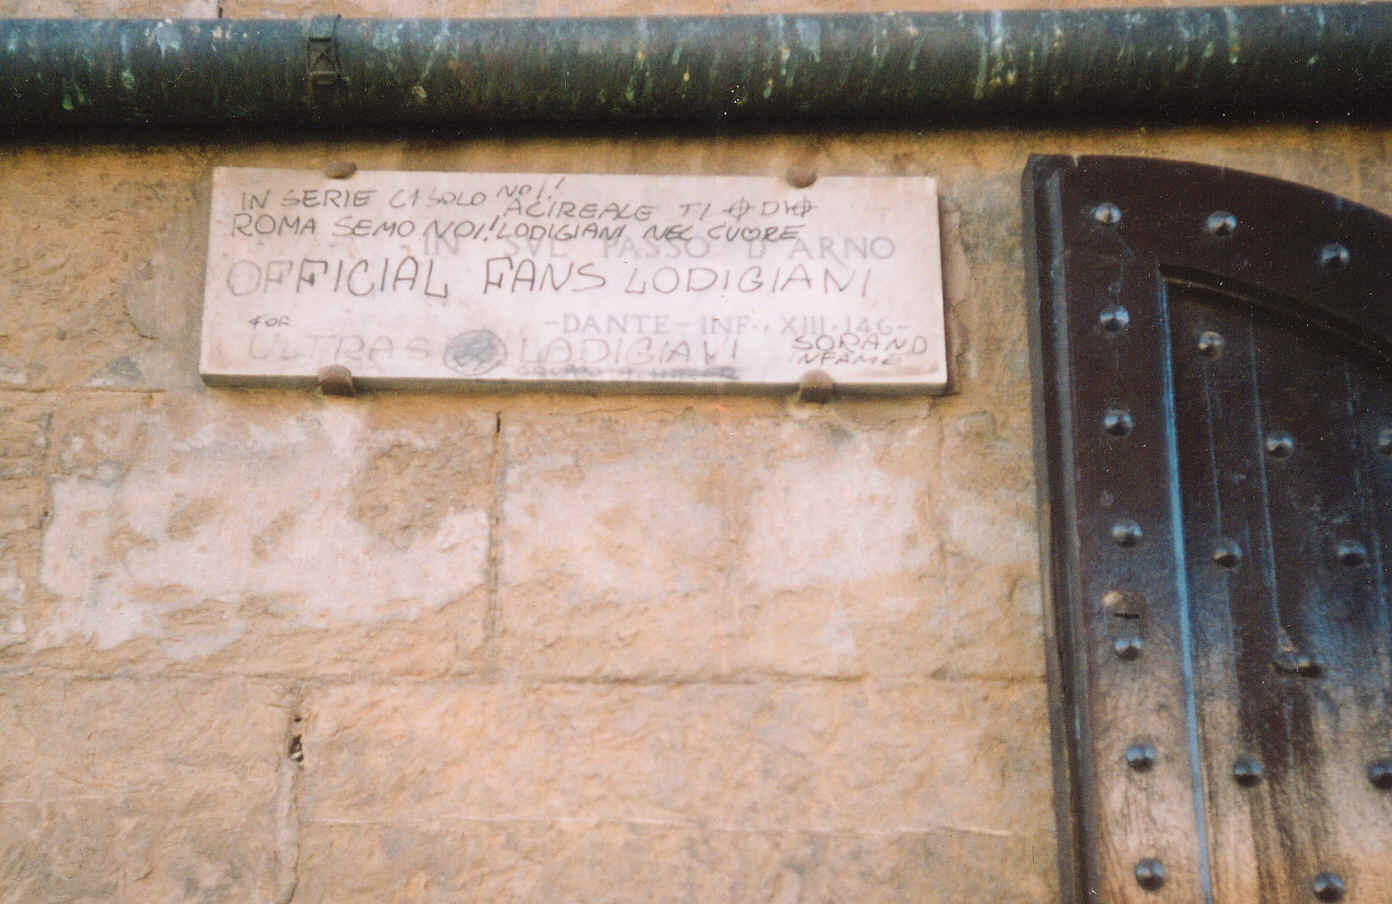 IN SERIE C1 SOLO NOI!
ACIREALE TI ODIO
ROMA SEMO NOI! LODIGIANI NEL CUORE
IN SVL PASSO D'ARNO
OFFICIAL FANS LODIGIANI
-DANTE-INF., XIII.146-
FOR
ULTRAS LODIGIANI
SORANO
INFAME